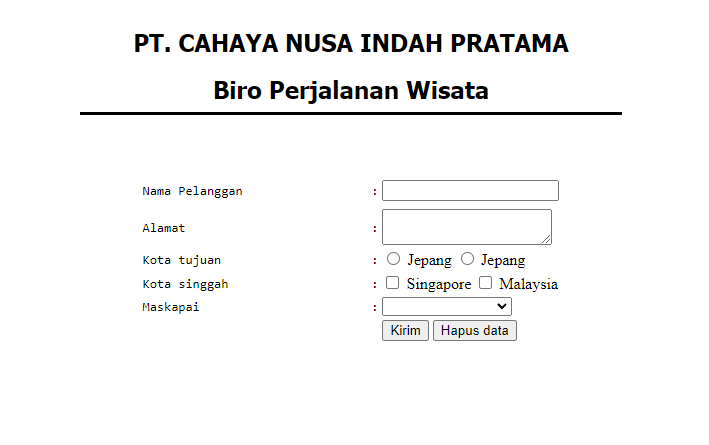 PT. CAHAYA NUSA INDAH PRATAMA
Biro Perjalanan Wisata
Nama Pelanggan :
Alamat :
Kota tujuan : Jepang Jepang
Kota singgah : Singapore Malaysia
Maskapai :
Kirim Hapus data